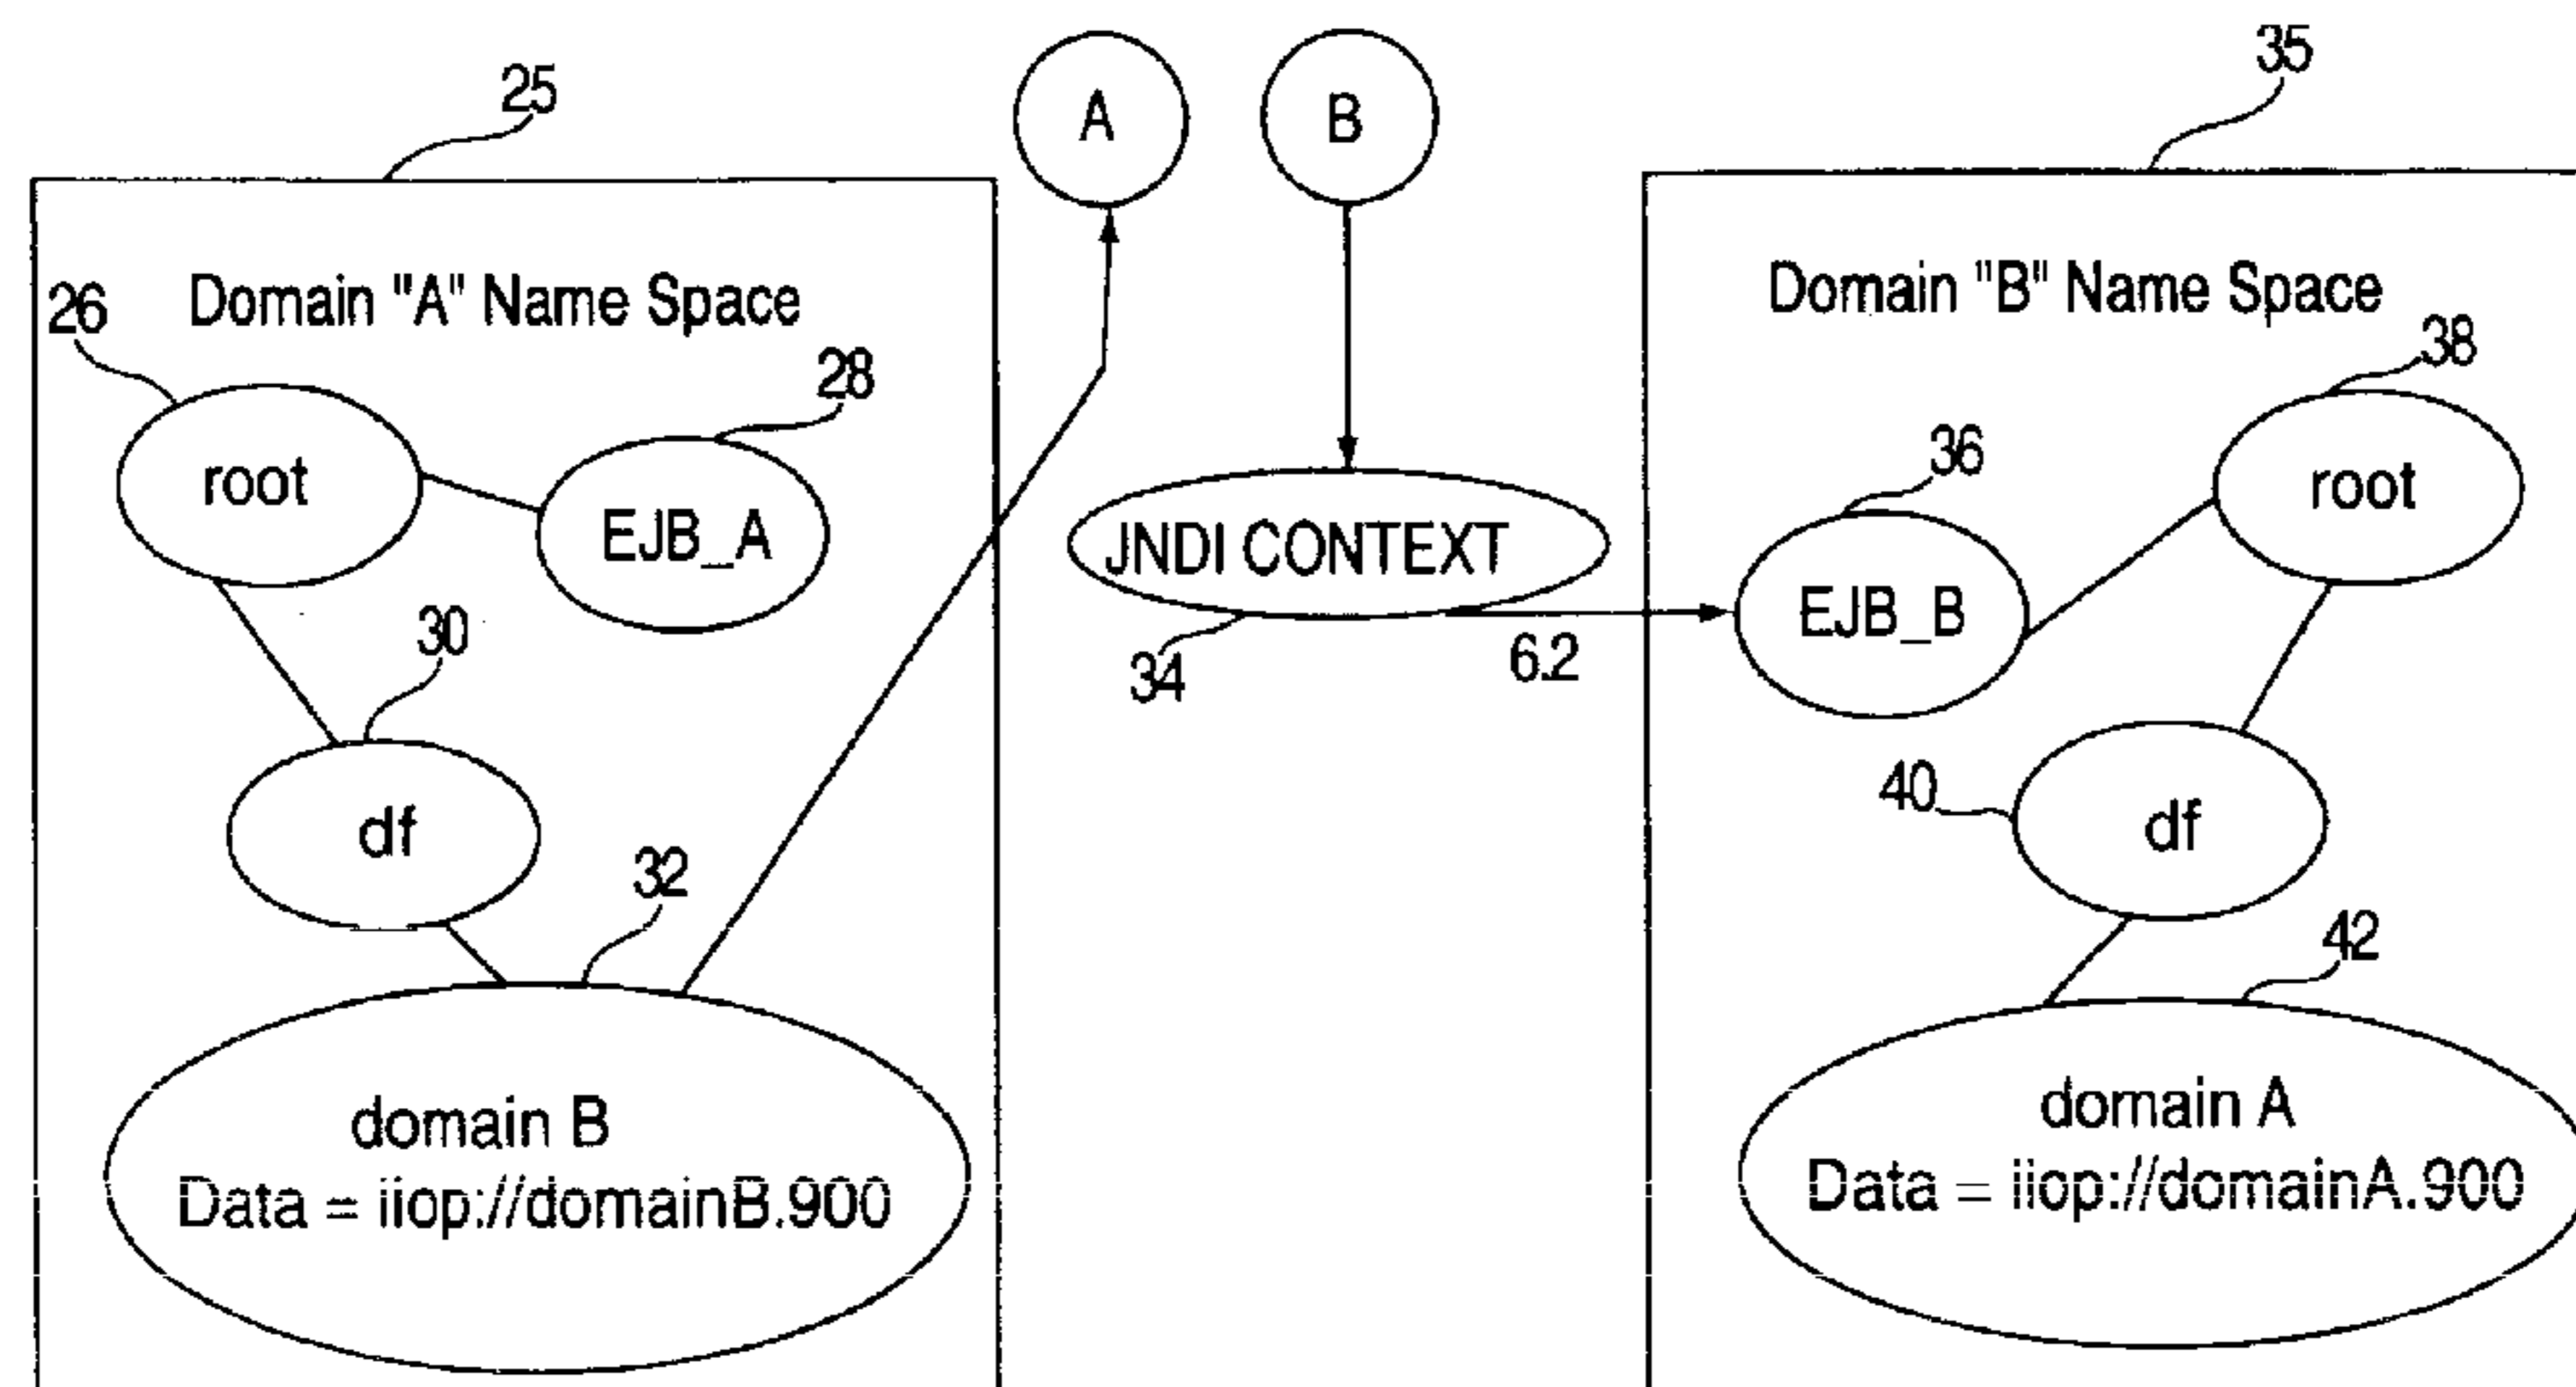 25
A
B
35
Domain "A" Name Space
Domain "B" Name Space
26
28
38
root
EJB_A
JNDI CONTEXT
36
root
EJB_B
30
34
6.2
df
40
df
32
42
domain B
Data = iiop://domainB.900
domain A
Data = iiop://domainA.900